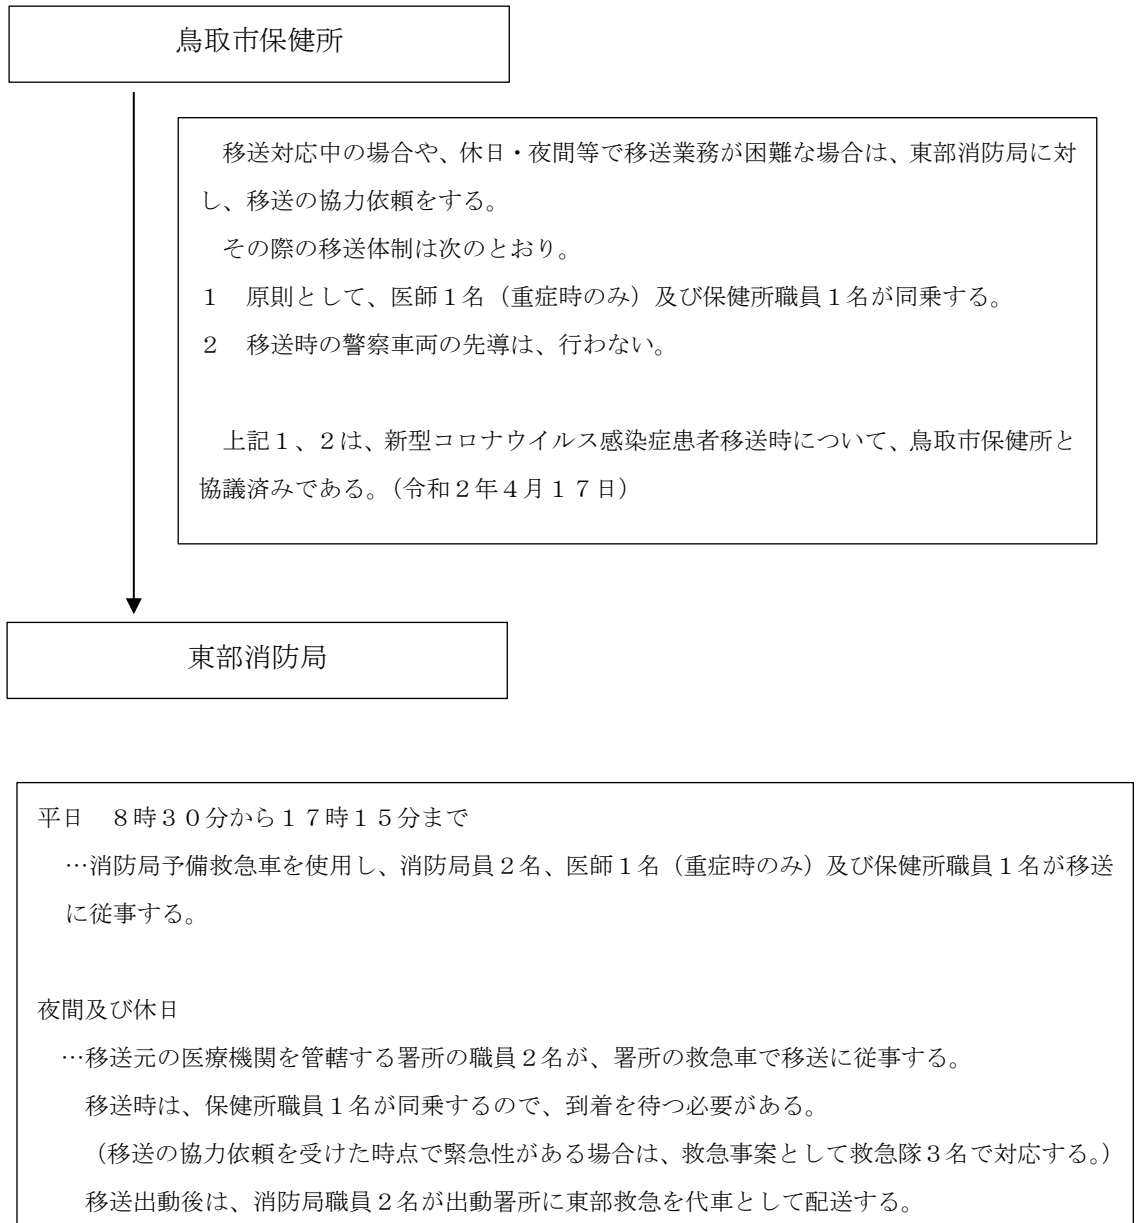 鳥取市保健所
移送対応中の場合や、休日・夜間等で移送業務が困難な場合は、東部消防局に対
し、移送の協力依頼をする。
その際の移送体制は次のとおり。
１　原則として、医師１名（重症時のみ）及び保健所職員１名が同乗する。
２　移送時の警察車両の先導は、行わない。
上記１、２は、新型コロナウイルス感染症患者移送時について、鳥取市保健所と
協議済みである。（令和２年４月１７日）
東部消防局
平日　８時３０分から１７時１５分まで
…消防局予備救急車を使用し、消防局員２名、医師１名（重症時のみ）及び保健所職員１名が移送
に従事する。
夜間及び休日
…移送元の医療機関を管轄する署所の職員２名が、署所の救急車で移送に従事する。
移送時は、保健所職員１名が同乗するので、到着を待つ必要がある。
（移送の協力依頼を受けた時点で緊急性がある場合は、救急事案として救急隊３名で対応する。）
移送出動後は、消防局職員２名が出動署所に東部救急を代車として配送する。